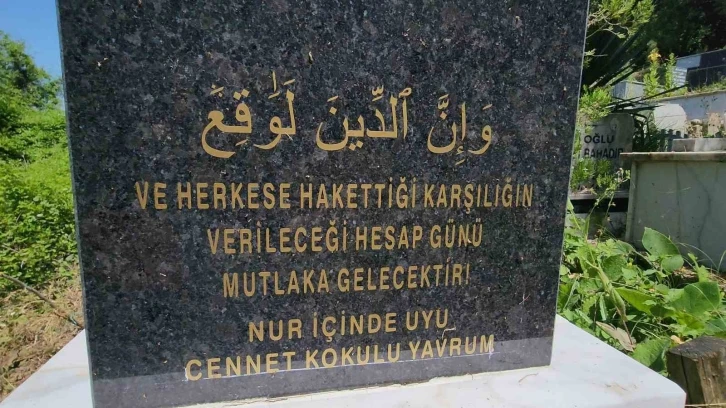 وَإِنَّ ٱلدِّينَ لَوَٰقِعَ
VE HERKESE HAKETTİĞİ KARŞILIĞIN
VERİLECEĞİ HESAP GÜNÜ
MUTLAKA GELECEKTİR!
NUR İÇİNDE UYU
CENNET KOKULU YAVRUM
OĞLU
BAHADIR